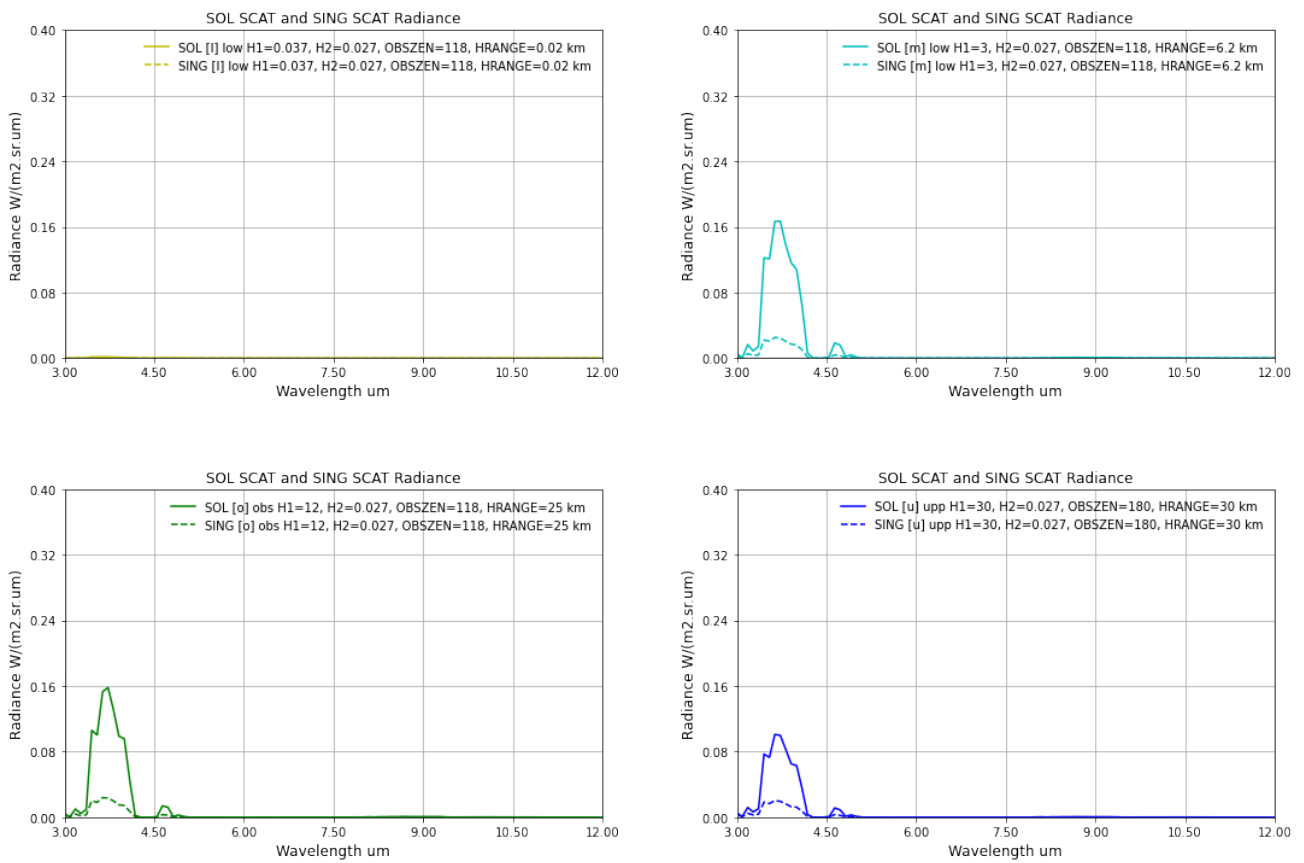 SOL SCAT and SING SCAT Radiance
0.40
0.32
0.24
0.16
0.08
0.00
Radiance W/(m2.sr.um)
SOL [l] low H1=0.037, H2=0.027, OBSZEN=118, HRANGE=0.02 km
SING [l] low H1=0.037, H2=0.027, OBSZEN=118, HRANGE=0.02 km
3.00 4.50 6.00 7.50 9.00 10.50 12.00
Wavelength um
SOL SCAT and SING SCAT Radiance
0.40
0.32
0.24
0.16
0.08
0.00
Radiance W/(m2.sr.um)
SOL [m] low H1=3, H2=0.027, OBSZEN=118, HRANGE=6.2 km
SING [m] low H1=3, H2=0.027, OBSZEN=118, HRANGE=6.2 km
3.00 4.50 6.00 7.50 9.00 10.50 12.00
Wavelength um
SOL SCAT and SING SCAT Radiance
0.40
0.32
0.24
0.16
0.08
0.00
Radiance W/(m2.sr.um)
SOL [o] obs H1=12, H2=0.027, OBSZEN=118, HRANGE=25 km
SING [o] obs H1=12, H2=0.027, OBSZEN=118, HRANGE=25 km
3.00 4.50 6.00 7.50 9.00 10.50 12.00
Wavelength um
SOL SCAT and SING SCAT Radiance
0.40
0.32
0.24
0.16
0.08
0.00
Radiance W/(m2.sr.um)
SOL [u] upp H1=30, H2=0.027, OBSZEN=180, HRANGE=30 km
SING [u] upp H1=30, H2=0.027, OBSZEN=180, HRANGE=30 km
3.00 4.50 6.00 7.50 9.00 10.50 12.00
Wavelength um